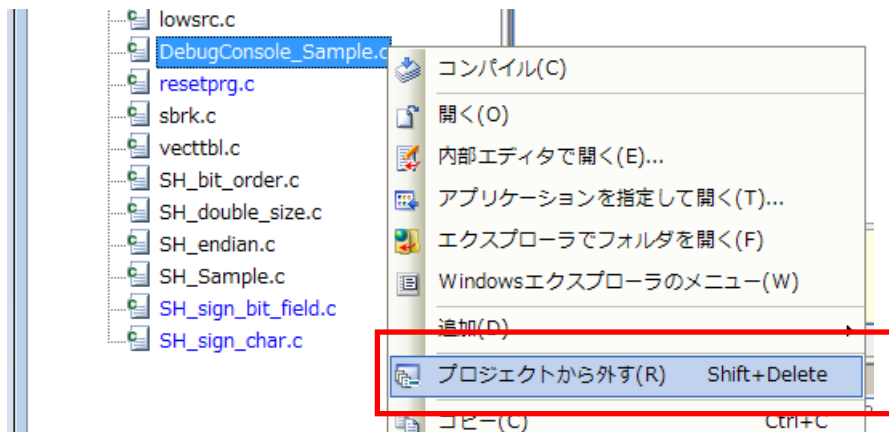 lowsrc.c
DebugConsole_Sample.c
resetprg.c
sbrk.c
vecttbl.c
SH_bit_order.c
SH_double_size.c
SH_endian.c
SH_Sample.c
SH_sign_bit_field.c
SH_sign_char.c
コンパイル(C)
開く(O)
内部エディタで開く(E)...
アプリケーションを指定して開く(T)...
エクスプローラでフォルダを開く(F)
Windowsエクスプローラのメニュー(W)
追加(D)
プロジェクトから外す(R) Shift+Delete
コピー(C) Ctrl+C